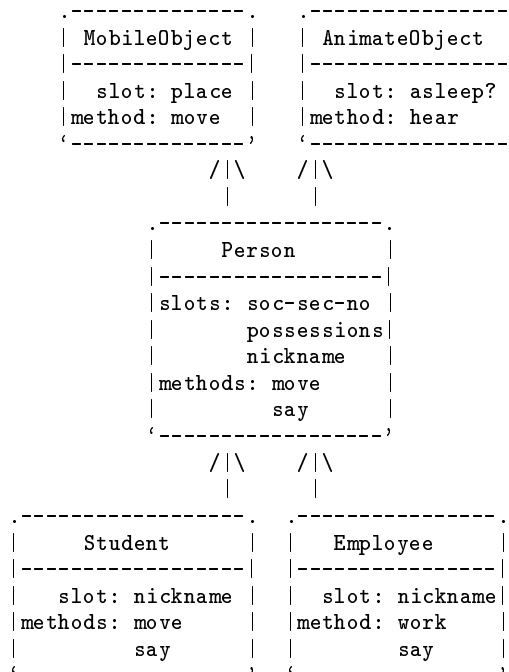 MobileObject
slot: place
method: move
AnimateObject
slot: asleep?
method: hear
Person
slots: soc-sec-no
possessions
nickname
methods: move
say
Student
slot: nickname
methods: move
say
Employee
slot: nickname
method: work
say